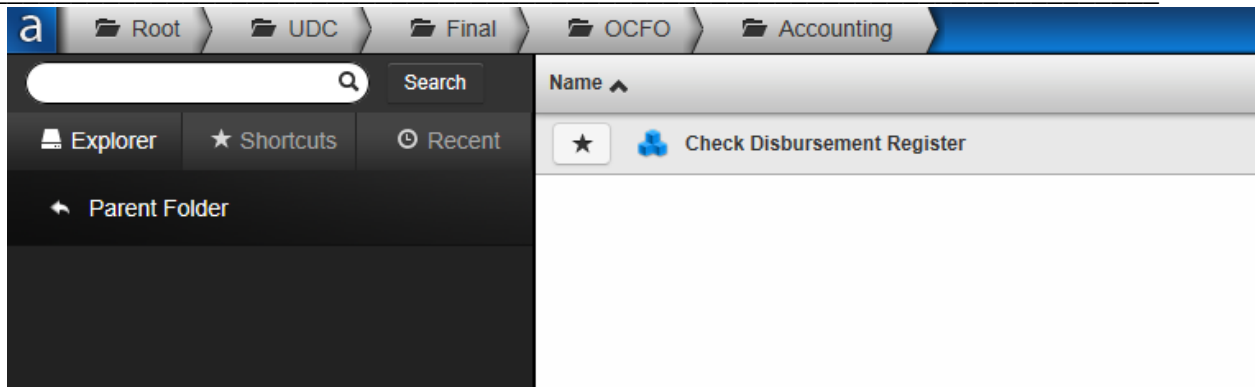 a Root UDC Final OCFO Accounting
Search Name
Explorer Shortcuts Recent Check Disbursement Register
Parent Folder